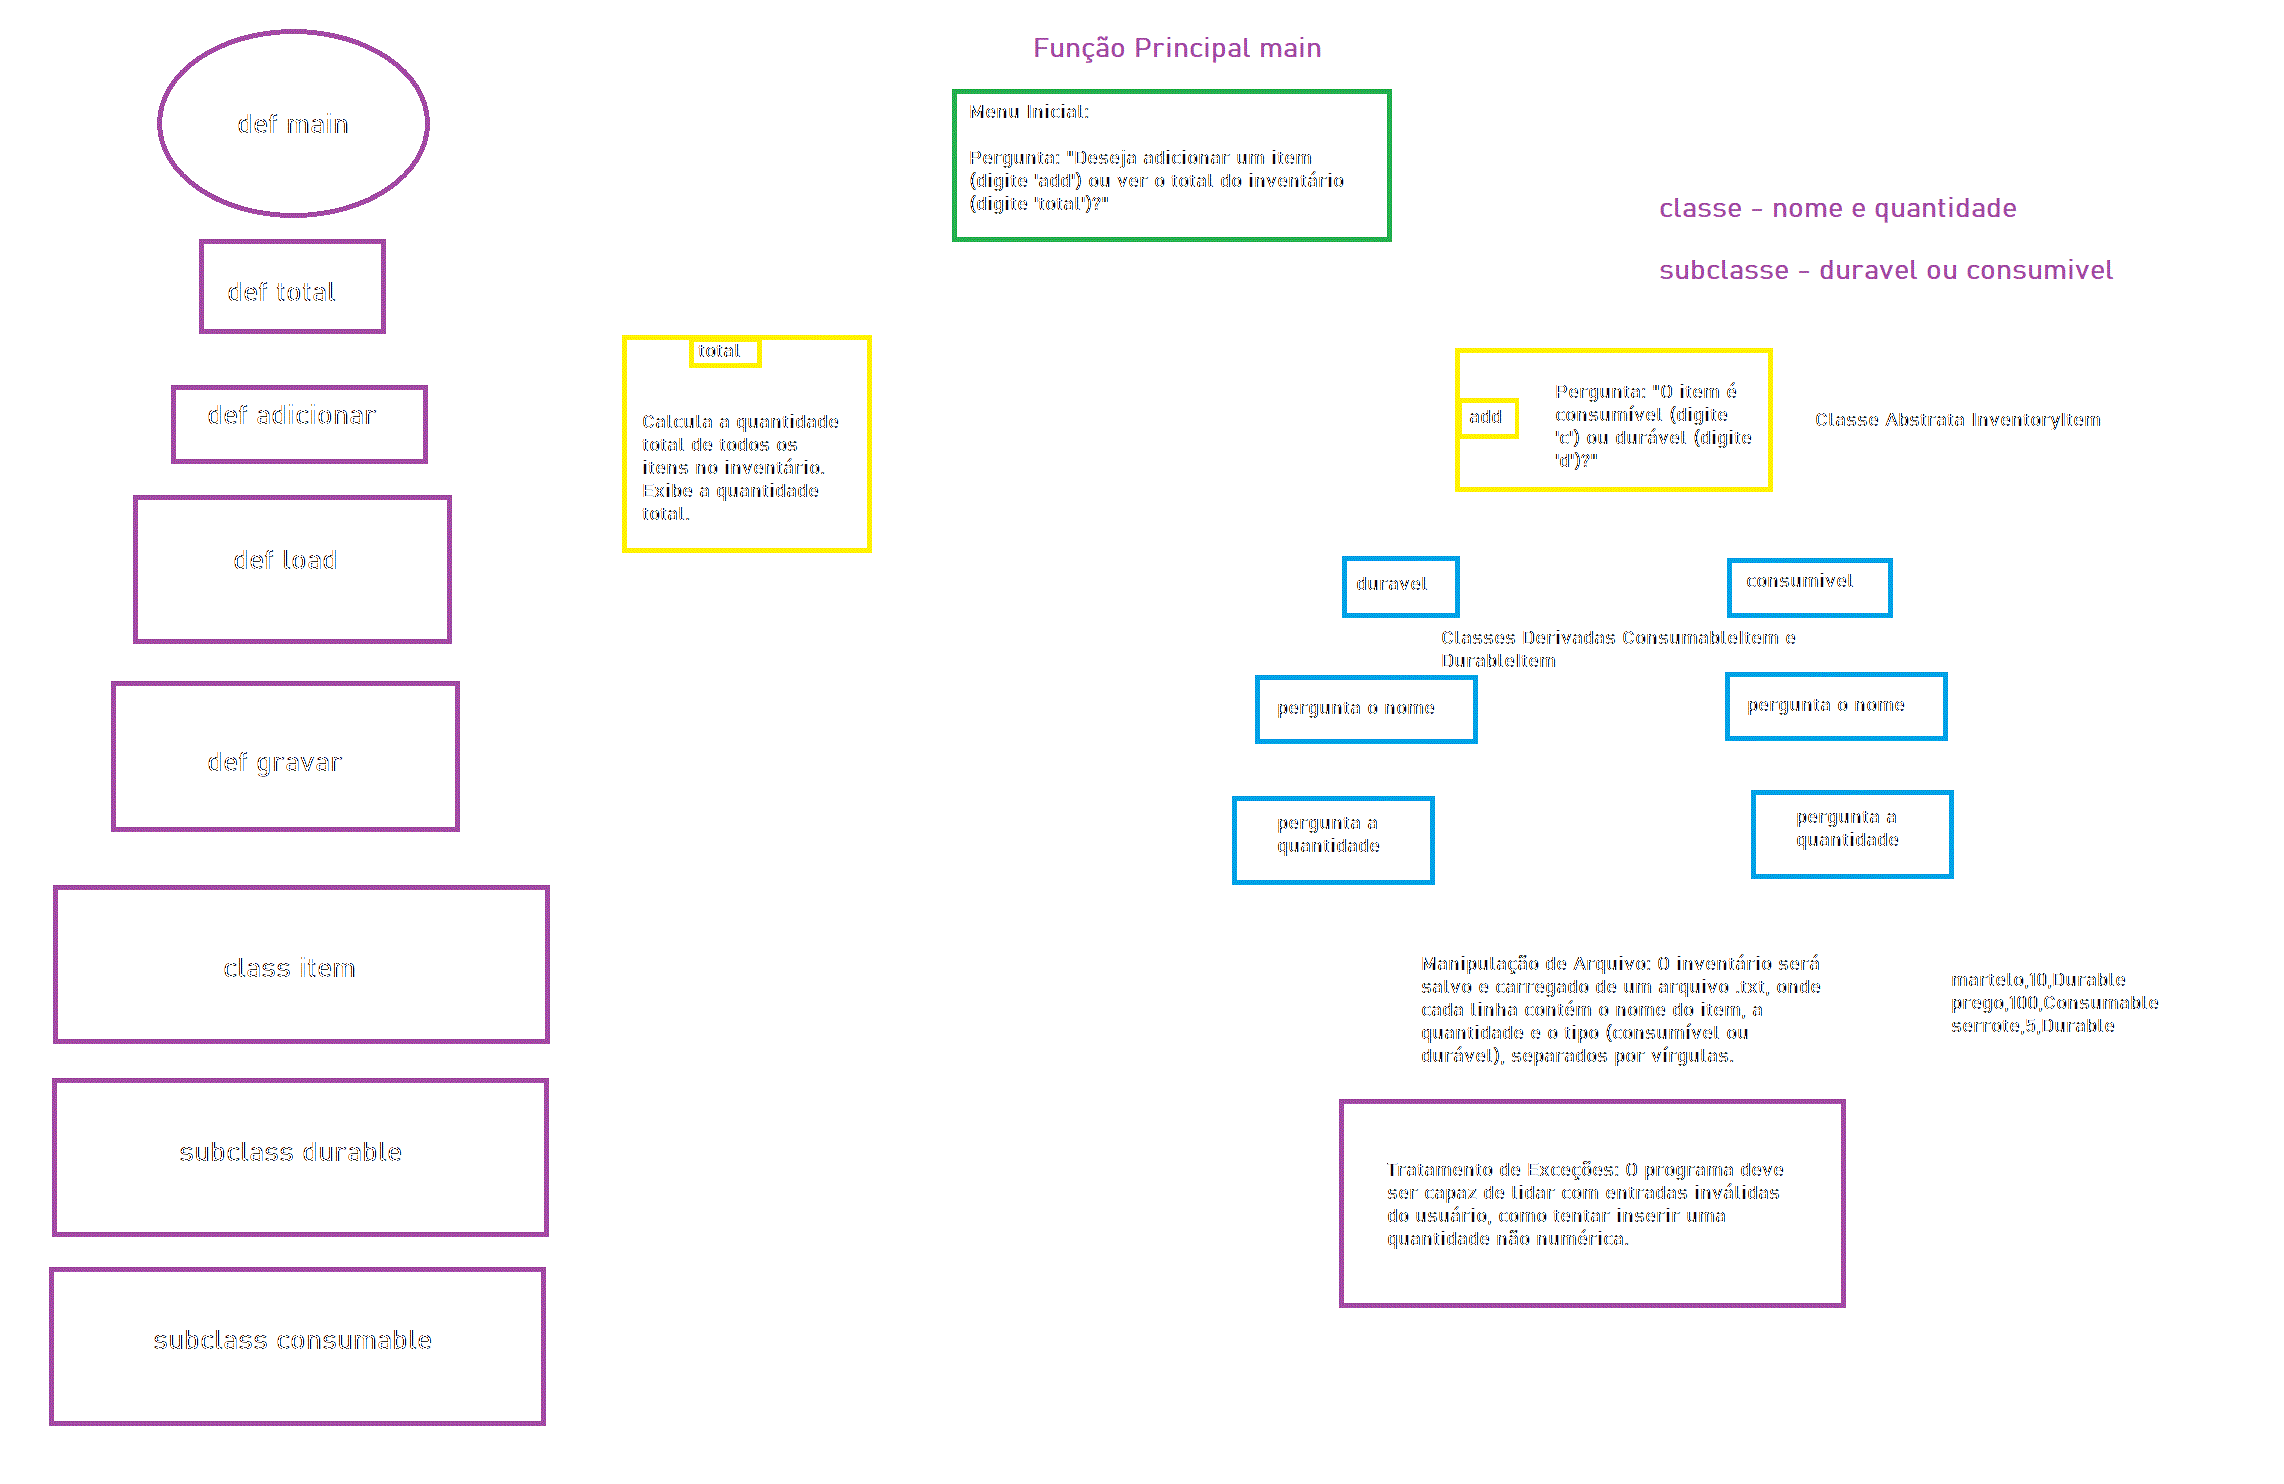 def main
def total
def adicionar
def load
def gravar
class item
subclass durable
subclass consumable
Função Principal main
Menu Inicial:
Pergunta: "Deseja adicionar um item
(digite 'add') ou ver o total do inventário
(digite 'total')?"
classe - nome e quantidade
subclasse - duravel ou consumivel
total
Calcula a quantidade
total de todos os
itens no inventário.
Exibe a quantidade
total.
add
Pergunta: "O item é
consumível (digite
'c') ou durável (digite
'd')?"
Classe Abstrata InventoryItem
duravel
consumivel
Classes Derivadas ConsumableItem e
DurableItem
pergunta o nome
pergunta o nome
pergunta a
quantidade
pergunta a
quantidade
Manipulação de Arquivo: O inventário será
salvo e carregado de um arquivo .txt, onde
cada linha contém o nome do item, a
quantidade e o tipo (consumível ou
durável), separados por vírgulas.
martelo,10,Durable
prego,100,Consumable
serrote,5,Durable
Tratamento de Exceções: O programa deve
ser capaz de lidar com entradas inválidas
do usuário, como tentar inserir uma
quantidade não numérica.